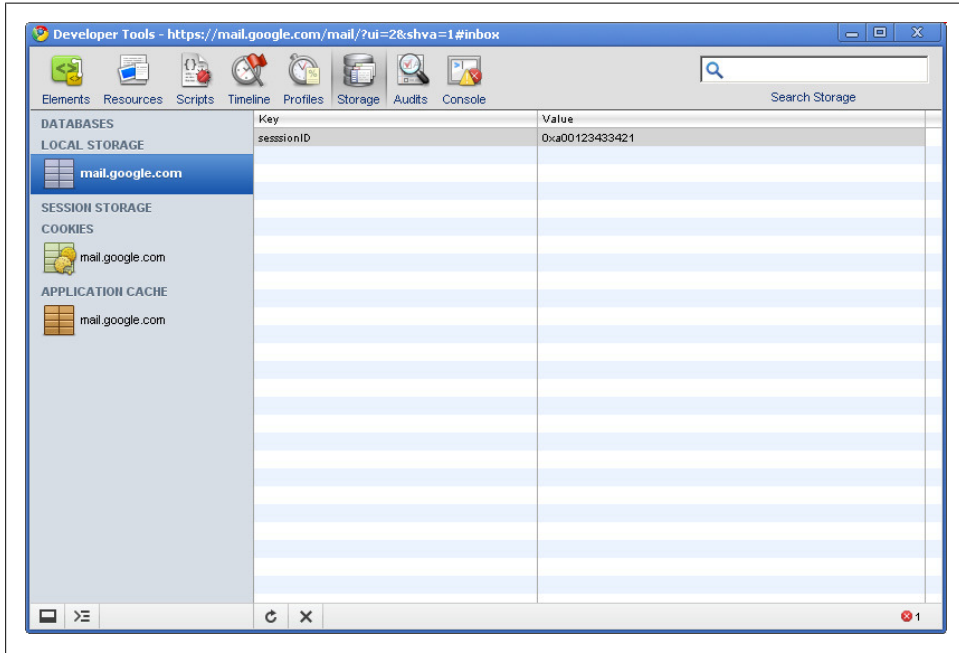 Developer Tools - https://mail.google.com/mail/?ui=2&shva=1#inbox
Elements Resources Scripts Timeline Profiles Storage Audits Console
Search Storage
DATABASES
LOCAL STORAGE
mail.google.com
SESSION STORAGE
COOKIES
mail.google.com
APPLICATION CACHE
mail.google.com
Key Value
sesssionID 0xa00123433421
1